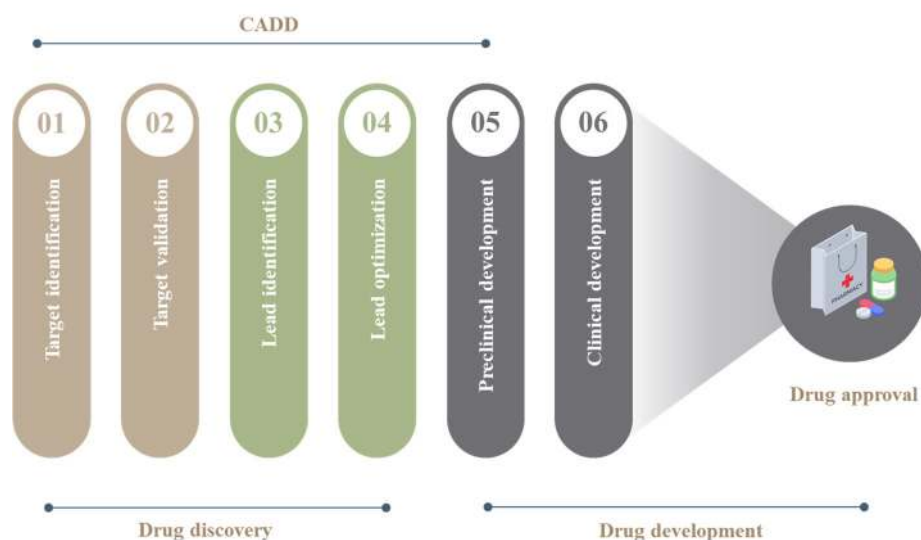 CADD
01
Target identification
02
Target validation
03
Lead identification
04
Lead optimization
05
Preclinical development
06
Clinical development
PHARMACY
Drug approval
Drug discovery
Drug development